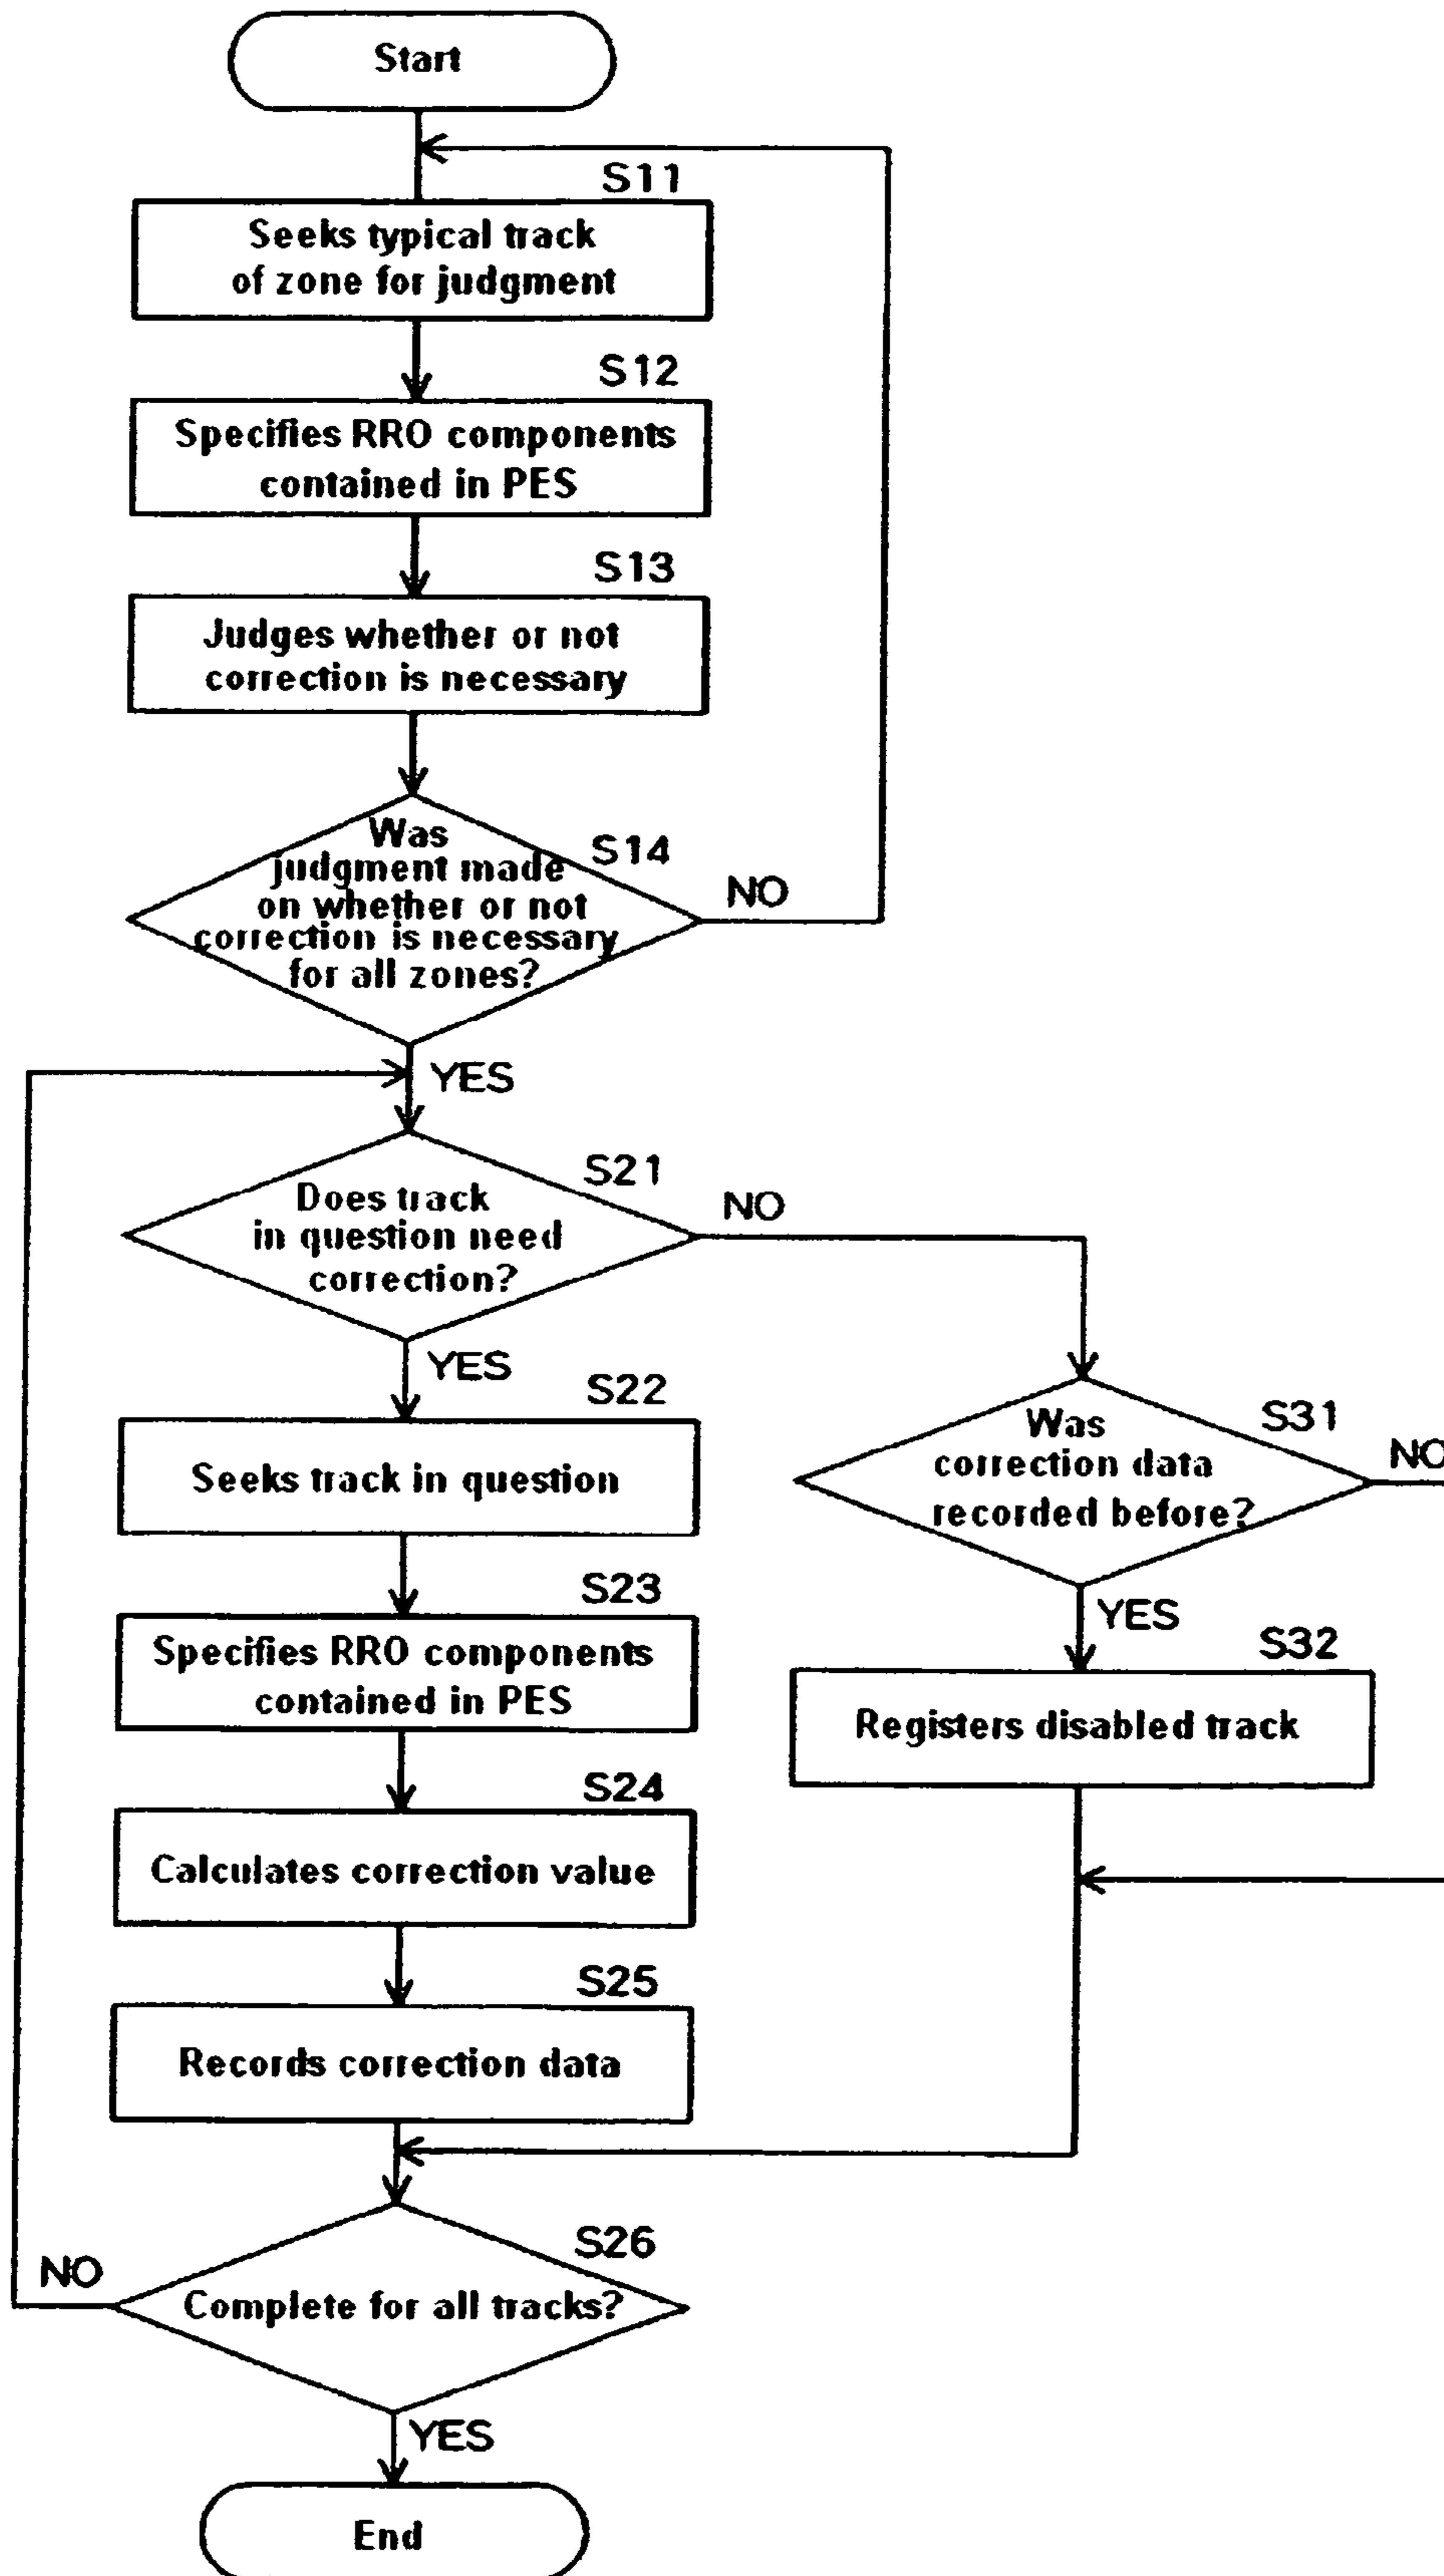 Start
S11
Seeks typical track
of zone for judgment
S12
Specifies RRO components
contained in PES
S13
Judges whether or not
correction is necessary
S14
Was
judgment made
on whether or not
correction is necessary
for all zones?
NO
YES
S21
Does track
in question need
correction?
NO
YES
S22
Seeks track in question
S23
Specifies RRO components
contained in PES
S24
Calculates correction value
S25
Records correction data
S31
Was
correction data
recorded before?
NO
YES
S32
Registers disabled track
S26
Complete for all tracks?
NO
YES
End